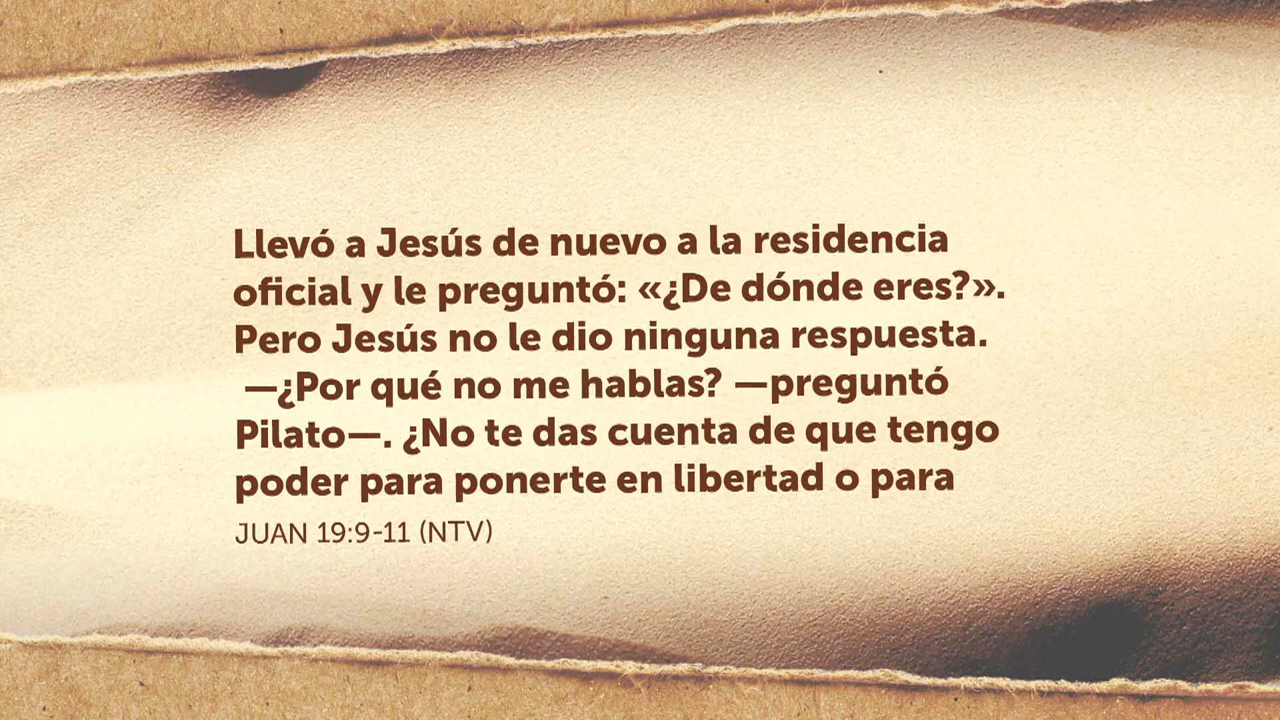 Llevó a Jesús de nuevo a la residencia
oficial y le preguntó: «¿De dónde eres?».
Pero Jesús no le dio ninguna respuesta.
—¿Por qué no me hablas? —preguntó
Pilato—. ¿No te das cuenta de que tengo
poder para ponerte en libertad o para
JUAN 19:9-11 (NTV)